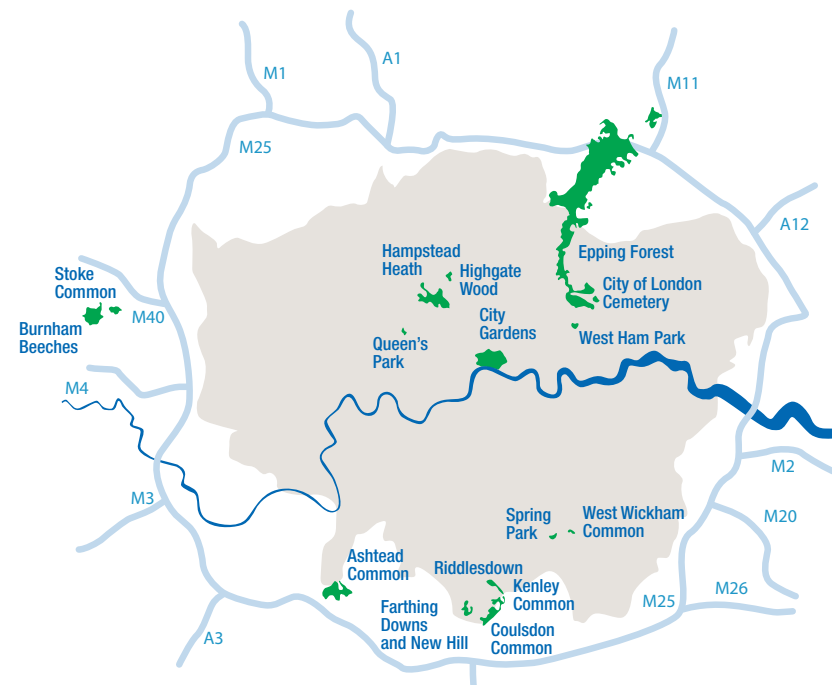 A1
M1
M11
M25
A12
Hampstead
Heath
Highgate
Wood
Epping Forest
Stoke
Common
City of London
Cemetery
Burnham
Beeches
M40
City
Gardens
Queen's
Park
West Ham Park
M4
M2
M3
Spring
Park
West Wickham
Common
M20
Ashtead
Common
Riddlesdown
Kenley
Common
M25
M26
Farthing
Downs
and New Hill
Coulsdon
Common
A3